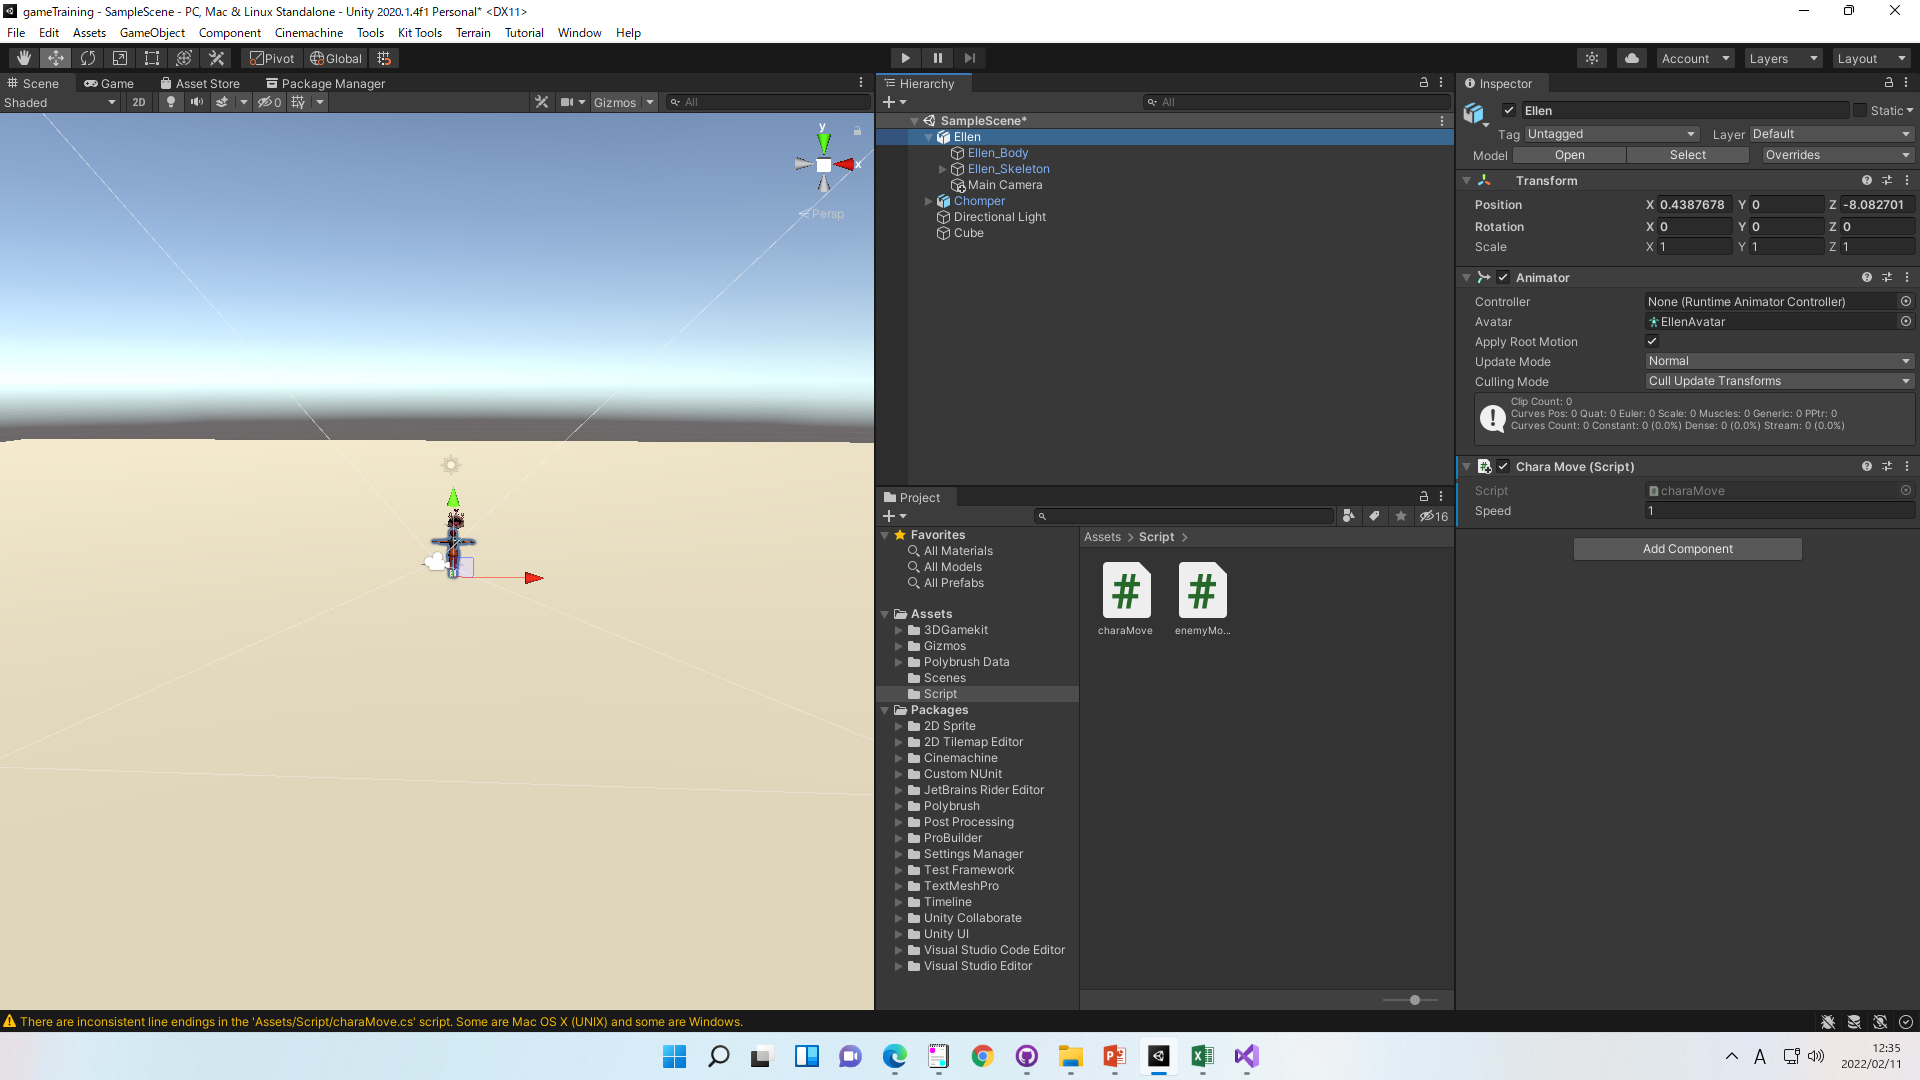 gameTraining - SampleScene - PC, Mac & Linux Standalone - Unity 2020.1.4f1 Personal* <DX11>
File Edit Assets GameObject Component Cinemachine Tools Kit Tools Terrain Tutorial Window Help
Pivot Global
Account Layers Layout
Scene Game Asset Store Package Manager
Shaded 2D 0 Gizmos All
y
x
Persp
Hierarchy
All
SampleScene*
Ellen
Ellen_Body
Ellen_Skeleton
Main Camera
Chomper
Directional Light
Cube
Project
16
Favorites
All Materials
All Models
All Prefabs
Assets
3DGamekit
Gizmos
Polybrush Data
Scenes
Script
Packages
2D Sprite
2D Tilemap Editor
Cinemachine
Custom NUnit
JetBrains Rider Editor
Polybrush
Post Processing
ProBuilder
Settings Manager
Test Framework
TextMeshPro
Timeline
Unity Collaborate
Unity UI
Visual Studio Code Editor
Visual Studio Editor
Assets > Script >
charaMove enemyMo...
Inspector
Ellen Static
Tag Untagged Layer Default
Model Open Select Overrides
Transform
Position X 0.4387678 Y 0 Z -8.082701
Rotation X 0 Y 0 Z 0
Scale X 1 Y 1 Z 1
Animator
Controller None (Runtime Animator Controller)
Avatar EllenAvatar
Apply Root Motion
Update Mode Normal
Culling Mode Cull Update Transforms
Clip Count: 0
Curves Pos: 0 Quat: 0 Euler: 0 Scale: 0 Muscles: 0 Generic: 0 PPtr: 0
Curves Count: 0 Constant: 0 (0.0%) Dense: 0 (0.0%) Stream: 0 (0.0%)
Chara Move (Script)
Script charaMove
Speed 1
Add Component
There are inconsistent line endings in the 'Assets/Script/charaMove.cs' script. Some are Mac OS X (UNIX) and some are Windows.
A
12:35
2022/02/11